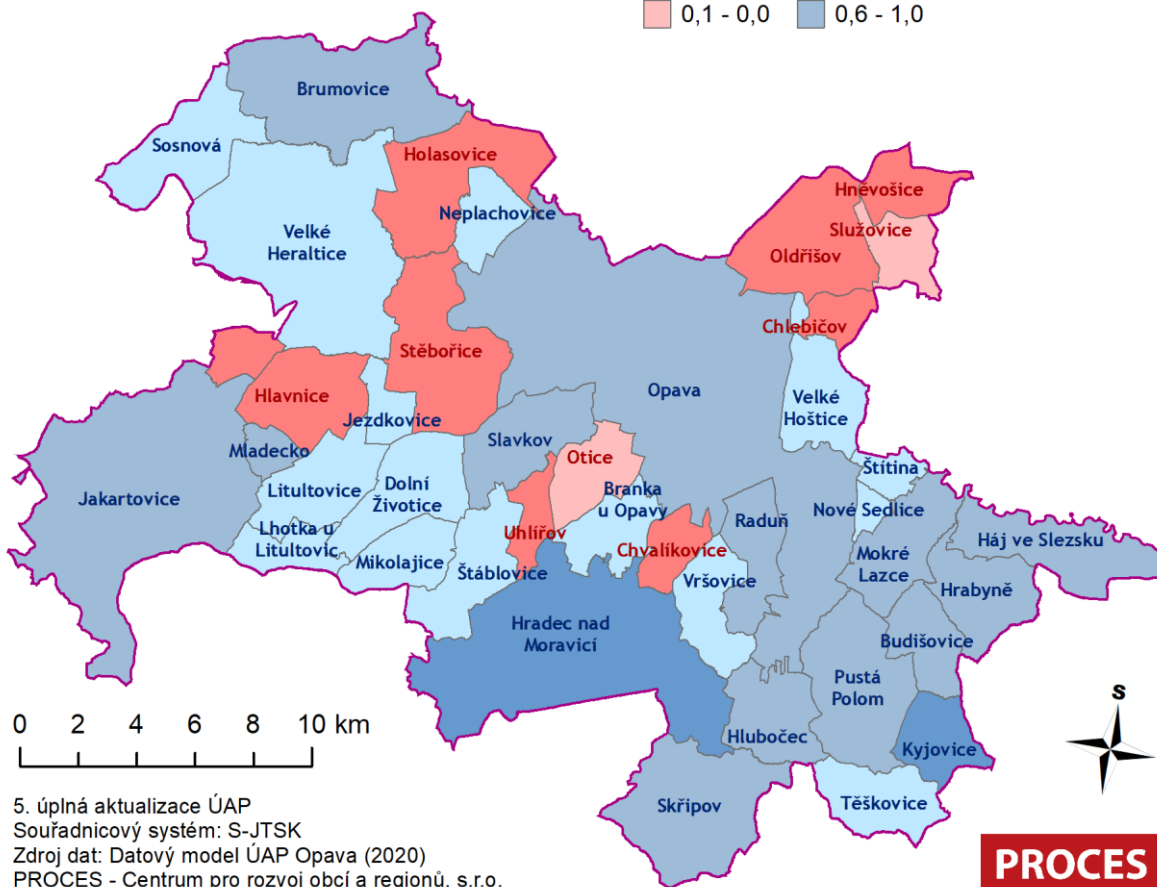 0,1 - 0,0
0,6 - 1,0
Brumovice
Sosnová
Holasovice
Neplachovice
Velké
Heraltice
Hněvošice
Služovice
Oldřišov
Chlebičov
Stěbořice
Hlavnice
Jezdkovice
Opava
Velké
Hoštice
Mladecko
Slavkov
Otice
Štítina
Jakartovice
Litultovice
Dolní
Životice
Branka
u Opavy
Nové Sedlice
Raduň
Háj ve Slezsku
Lhotka u
Litultovic
Uhlířov
Chvalíkovice
Mokré
Lazce
Mikolajice
Štáblovice
Vršovice
Hrabyně
Hradec nad
Moravicí
Budišovice
Pustá
Polom
S
0 2 4 6 8 10 km
Hlubočec
Kyjovice
Skřipov
Těškovice
5. úplná aktualizace ÚAP
Souřadnicový systém: S-JTSK
Zdroj dat: Datový model ÚAP Opava (2020)
PROCES - Centrum pro rozvoj obcí a regionů, s.r.o.
PROCES